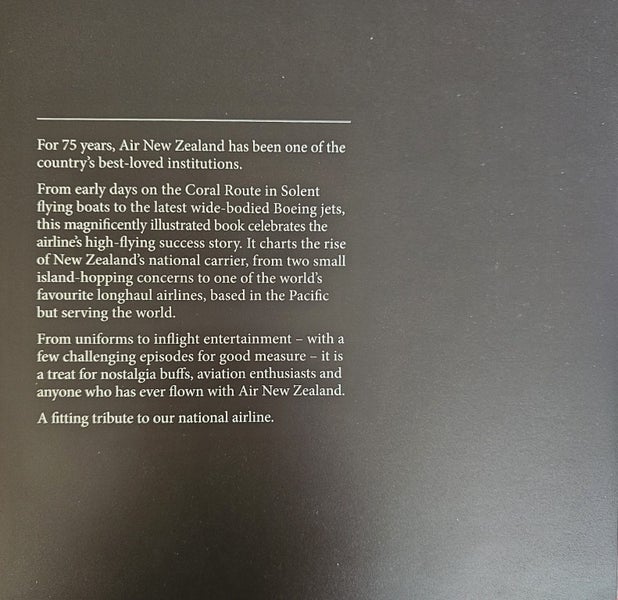 For 75 years, Air New Zealand has been one of the
country's best-loved institutions.
From early days on the Coral Route in Solent
flying boats to the latest wide-bodied Boeing jets,
this magnificently illustrated book celebrates the
airline's high-flying success story. It charts the rise
of New Zealand's national carrier, from two small
island-hopping concerns to one of the world's
favourite longhaul airlines, based in the Pacific
but serving the world.
From uniforms to inflight entertainment – with a
few challenging episodes for good measure – it is
a treat for nostalgia buffs, aviation enthusiasts and
anyone who has ever flown with Air New Zealand.
A fitting tribute to our national airline.